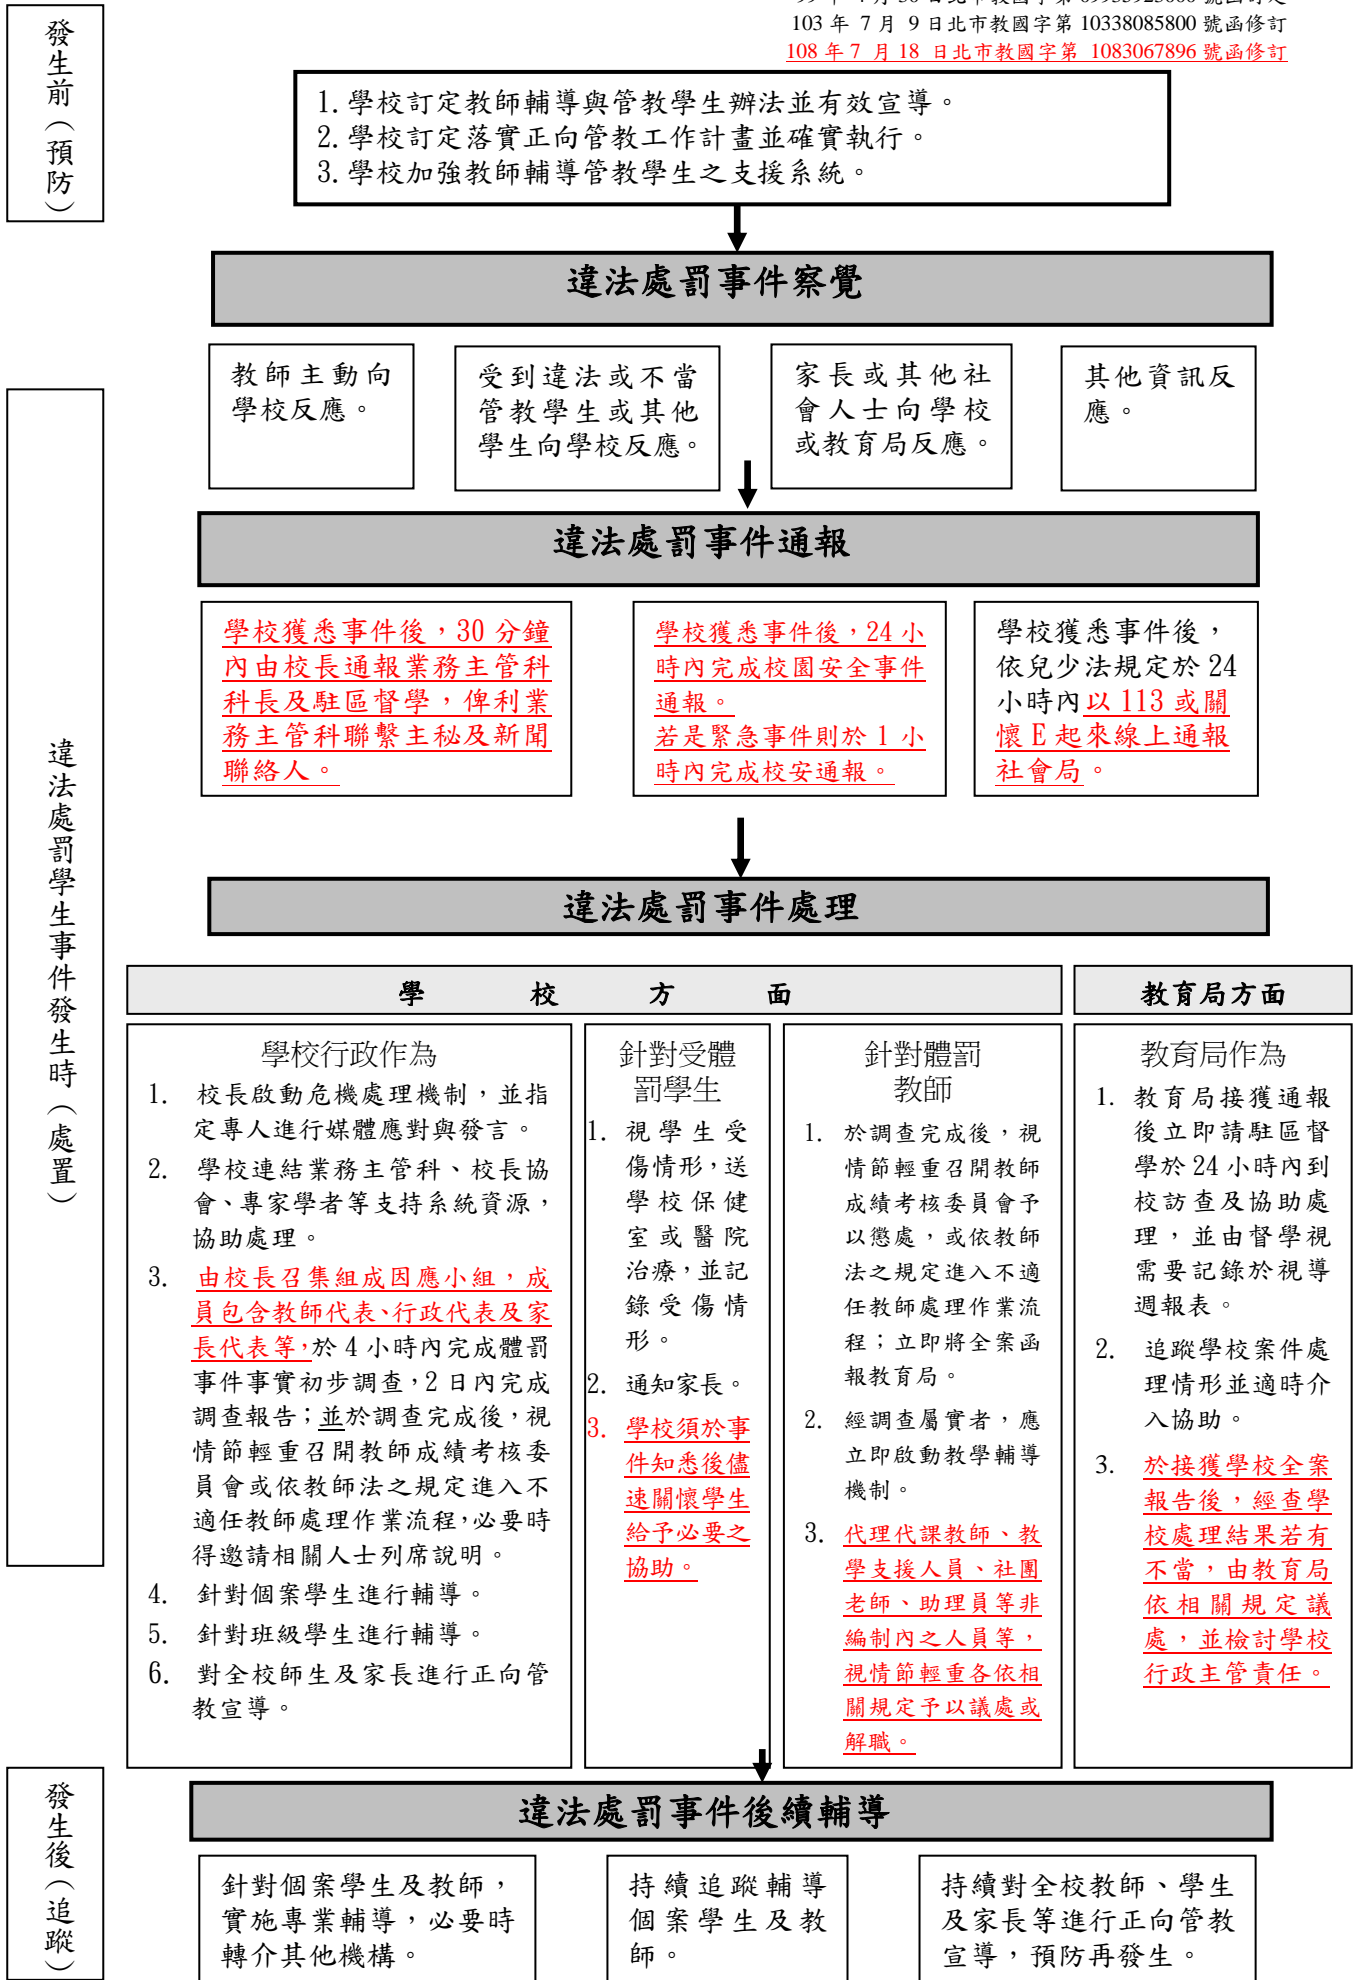 103 年 7 月 9 日北市教國字第 10338085800 號函修訂
108 年 7 月 18 日北市教國字第 1083067896 號函修訂
發生前（預防）
1.學校訂定教師輔導與管教學生辦法並有效宣導。
2.學校訂定落實正向管教工作計畫並確實執行。
3.學校加強教師輔導管教學生之支援系統。
違法處罰事件察覺
違法處罰學生事件發生時（處置）
教師主動向
學校反應。
受到違法或不當
管教學生或其他
學生向學校反應。
家長或其他社
會人士向學校
或教育局反應。
其他資訊反
應。
違法處罰事件通報
學校獲悉事件後，30 分鐘
內由校長通報業務主管科
科長及駐區督學，俾利業
務主管科聯繫主秘及新聞
聯絡人。
學校獲悉事件後，24 小
時內完成校園安全事件
通報。
若是緊急事件則於 1 小
時內完成校安通報。
學校獲悉事件後，
依兒少法規定於 24
小時內以 113 或關
懷 E 起來線上通報
社會局。
違法處罰事件處理
學校方面
教育局方面
學校行政作為
1. 校長啟動危機處理機制，並指
定專人進行媒體應對與發言。
2. 學校連結業務主管科、校長協
會、專家學者等支持系統資源，
協助處理。
3. 由校長召集組成因應小組，成
員包含教師代表、行政代表及家
長代表等，於 4 小時內完成體罰
事件事實初步調查，2 日內完成
調查報告；並於調查完成後，視
情節輕重召開教師成績考核委
員會或依教師法之規定進入不
適任教師處理作業流程，必要時
得邀請相關人士列席說明。
4. 針對個案學生進行輔導。
5. 針對班級學生進行輔導。
6. 對全校師生及家長進行正向管
教宣導。
針對受體
罰學生
1. 視學生受
傷情形，送
學校保健
室或醫院
治療，並記
錄受傷情
形。
2. 通知家長。
3. 學校須於事
件知悉後儘
速關懷學生
給予必要之
協助。
針對體罰
教師
1. 於調查完成後，視
情節輕重召開教師
成績考核委員會予
以懲處，或依教師
法之規定進入不適
任教師處理作業流
程；立即將全案函
報教育局。
2. 經調查屬實者，應
立即啟動教學輔導
機制。
3. 代理代課教師、教
學支援人員、社團
老師、助理員等非
編制內之人員等，
視情節輕重各依相
關規定予以議處或
解職。
教育局作為
1. 教育局接獲通報
後立即請駐區督
學於 24 小時內到
校訪查及協助處
理，並由督學視
需要記錄於視導
週報表。
2. 追蹤學校案件處
理情形並適時介
入協助。
3. 於接獲學校全案
報告後，經查學
校處理結果若有
不當，由教育局
依相關規定議
處，並檢討學校
行政主管責任。
發生後（追蹤）
違法處罰事件後續輔導
針對個案學生及教師，
實施專業輔導，必要時
轉介其他機構。
持續追蹤輔導
個案學生及教
師。
持續對全校教師、學生
及家長等進行正向管教
宣導，預防再發生。